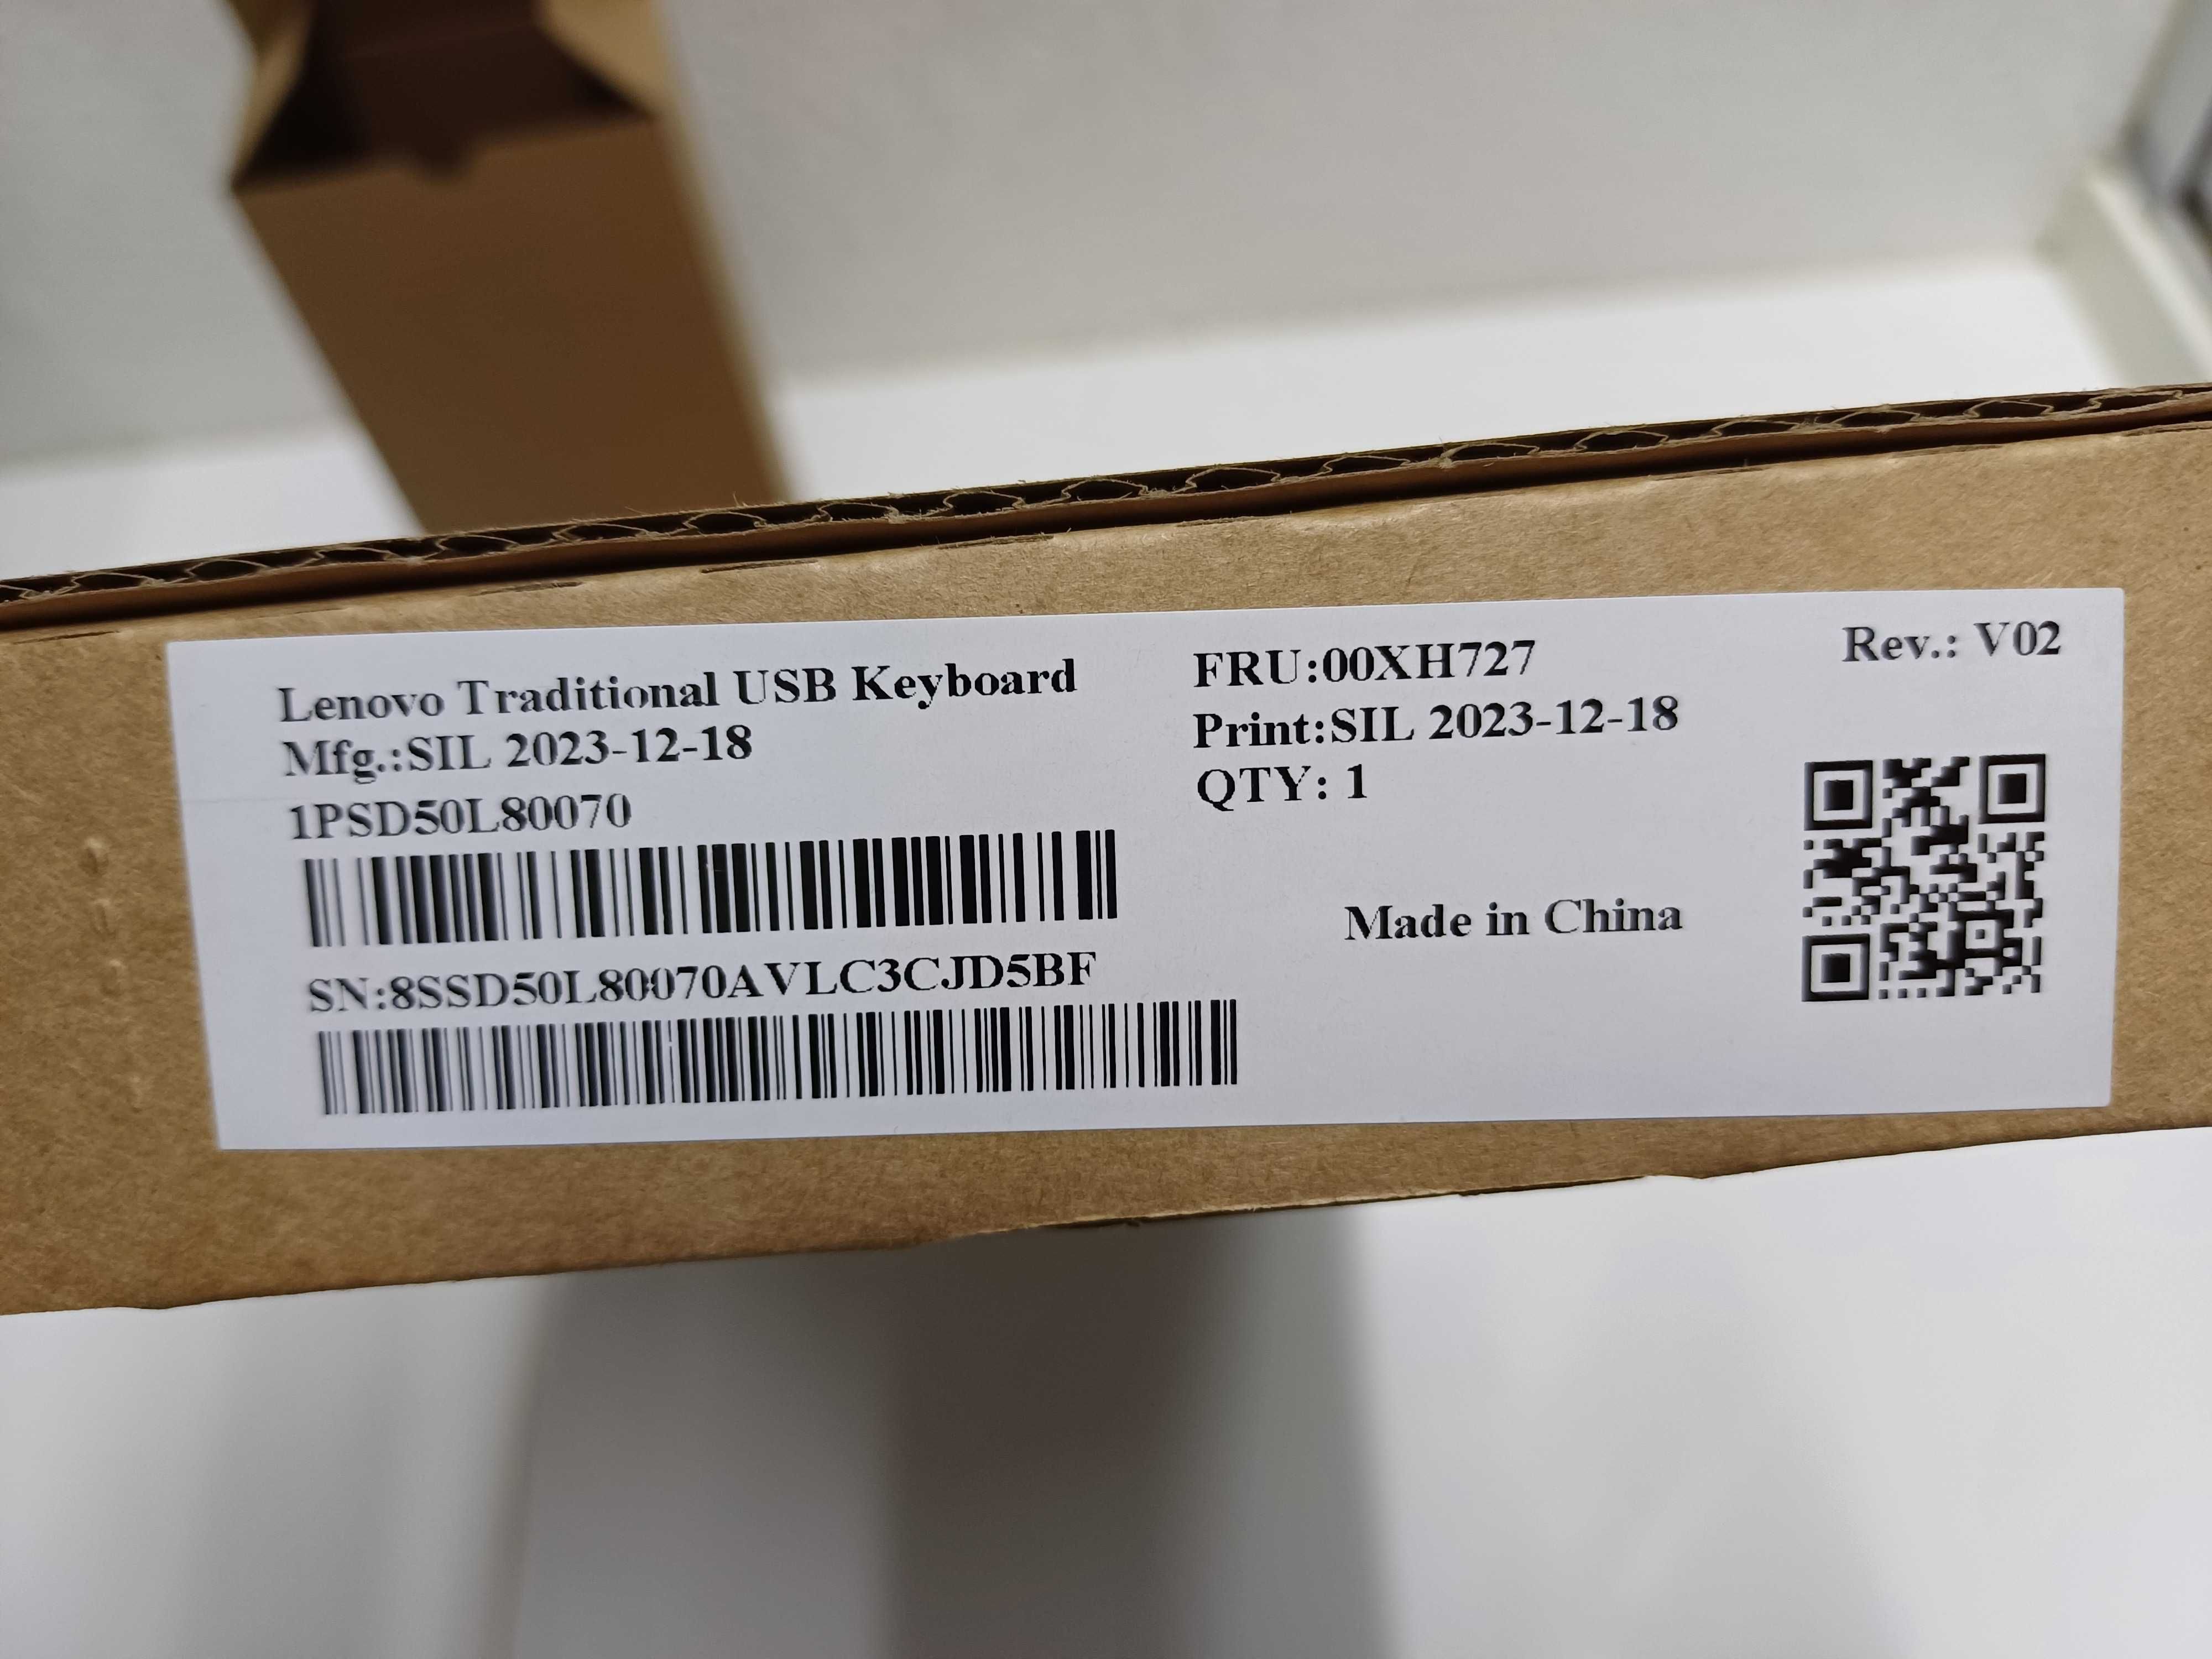 Lenovo Traditional USB Keyboard
Mfg.:SIL 2023-12-18
1PSD50L80070
SN:8SSD50L80070AVLC3CJD5BF
FRU:00XH727
Print:SIL 2023-12-18
QTY: 1
Made in China
Rev.: V02